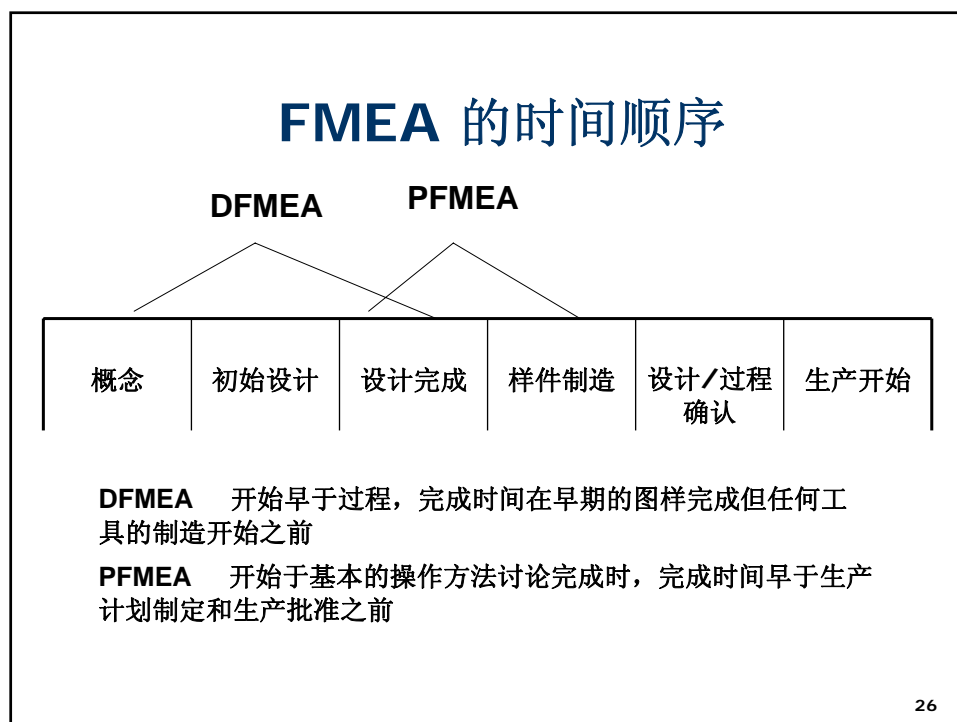 FMEA 的时间顺序
DFMEA
PFMEA
概念
初始设计
设计完成
样件制造
设计/过程
确认
生产开始
DFMEA 开始早于过程，完成时间在早期的图样完成但任何工
具的制造开始之前
PFMEA 开始于基本的操作方法讨论完成时，完成时间早于生产
计划制定和生产批准之前
26